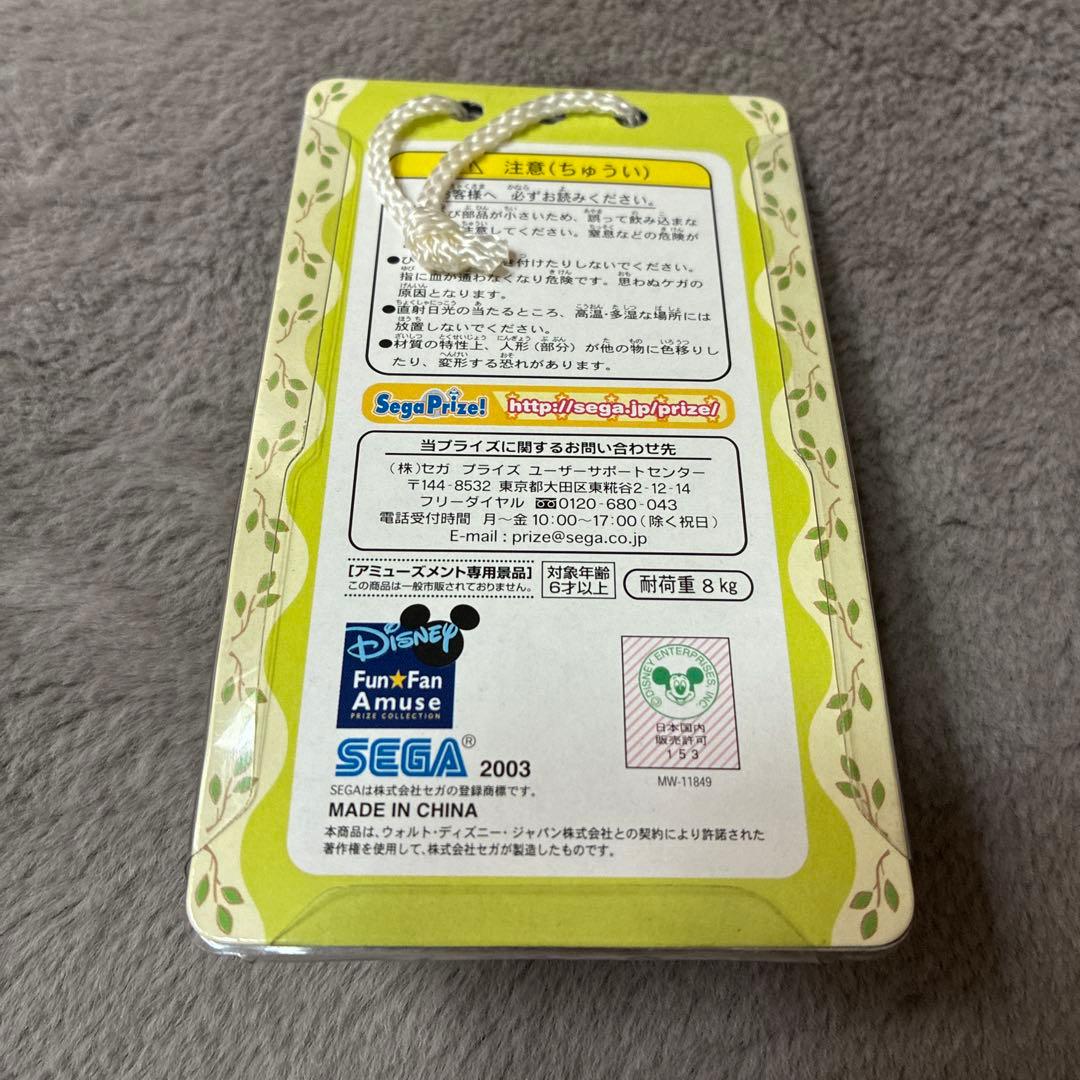 注意(ちゅうい)
客様へ 必ずお読みください。
び部品が小さいため、誤って飲み込まな
注意してください。窒息などの危険が
付けたりしないでください。
指に血が通わなくなり危険です。思わぬケガの
原因となります。
●直射日光の当たるところ、高温・多湿な場所には
放置しないでください。
●材質の特性上、人形(部分)が他の物に色移りし
たり、変形する恐れがあります。
SegaPrize! http://sega.jp/prize/
当プライズに関するお問い合わせ先
(株)セガ プライズ ユーザーサポートセンター
〒144-8532 東京都大田区東糀谷2-12-14
フリーダイヤル 0120-680-043
電話受付時間 月〜金 10:00〜17:00(除く祝日)
E-mail : prize@sega.co.jp
[アミューズメント専用景品]
この商品は一般市販されておりません。
対象年齢
6才以上
耐荷重 8 kg
DISNEY
Fun★Fan
Amuse
PRIZE COLLECTION
©DISNEY ENTERPRISES, INC.
日本国内
販売許可
153
MW-11849
SEGA® 2003
SEGAは株式会社セガの登録商標です。
MADE IN CHINA
本商品は、ウォルト・ディズニー・ジャパン株式会社との契約により許諾された
著作権を使用して、株式会社セガが製造したものです。